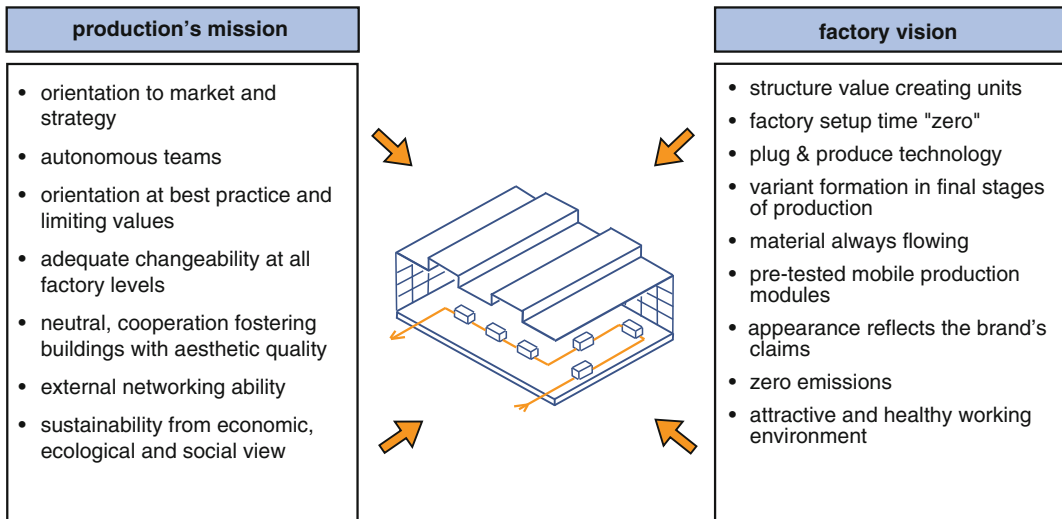 production’s mission
• orientation to market and
strategy
• autonomous teams
• orientation at best practice and
limiting values
• adequate changeability at all
factory levels
• neutral, cooperation fostering
buildings with aesthetic quality
• external networking ability
• sustainability from economic,
ecological and social view
factory vision
• structure value creating units
• factory setup time "zero"
• plug & produce technology
• variant formation in final stages
of production
• material always flowing
• pre-tested mobile production
modules
• appearance reflects the brand’s
claims
• zero emissions
• attractive and healthy working
environment